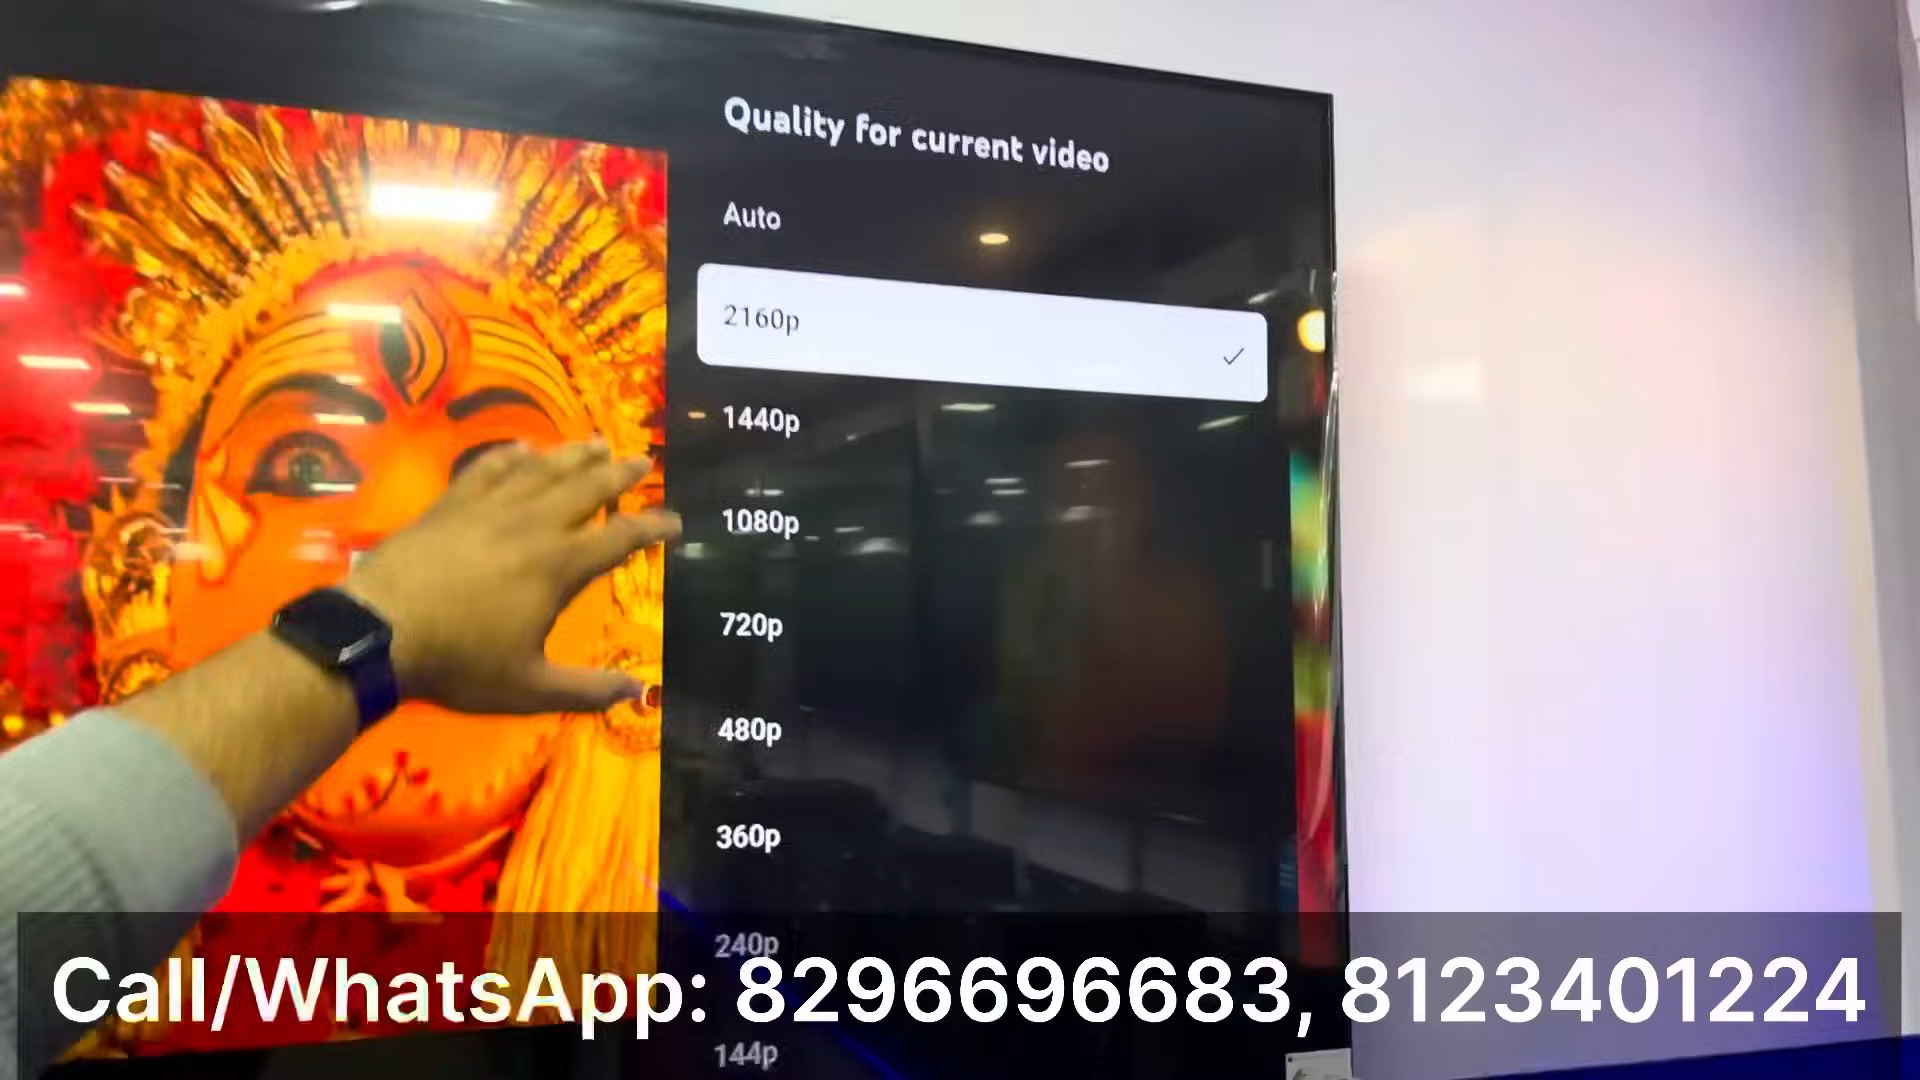 Quality for current video
Auto
2160p
1440p
1080p
720p
480p
360p
240p
Call/WhatsApp: 8296696683, 8123401224
144p